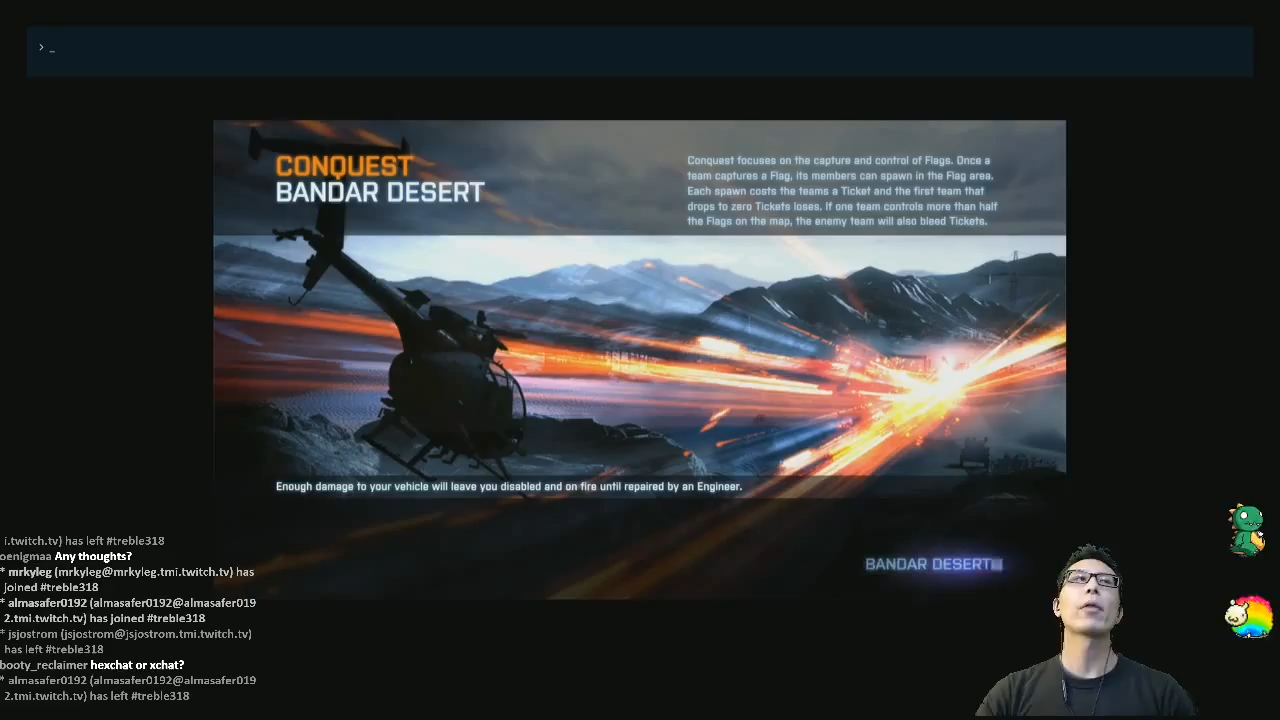 > _
CONQUEST
BANDAR DESERT
Conquest focuses on the capture and control of Flags. Once a
team captures a Flag, its members can spawn in the Flag area.
Each spawn costs the teams a Ticket and the first team that
drops to zero Tickets loses. If one team controls more than half
the Flags on the map, the enemy team will also bleed Tickets.
Enough damage to your vehicle will leave you disabled and on fire until repaired by an Engineer.
BANDAR DESERT
i.twitch.tv) has left #treble318
oenigmaa Any thoughts?
* mrkyleg (mrkyleg@mrkyleg.tmi.twitch.tv) has
joined #treble318
* almasafer0192 (almasafer0192@almasafer019
2.tmi.twitch.tv) has joined #treble318
* jsjostrom (jsjostrom@jsjostrom.tmi.twitch.tv)
has left #treble318
booty_reclaimer hexchat or xchat?
* almasafer0192 (almasafer0192@almasafer019
2.tmi.twitch.tv) has left #treble318